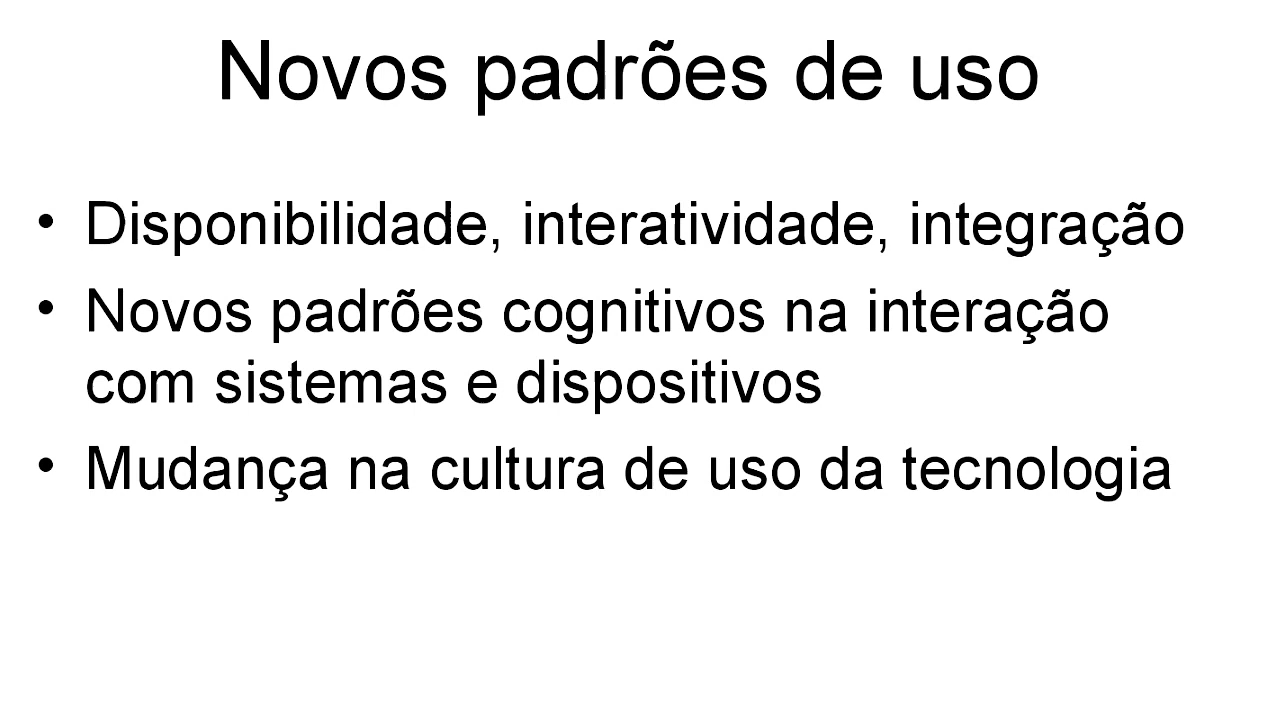 Novos padrões de uso
• Disponibilidade, interatividade, integração
• Novos padrões cognitivos na interação
com sistemas e dispositivos
• Mudança na cultura de uso da tecnologia